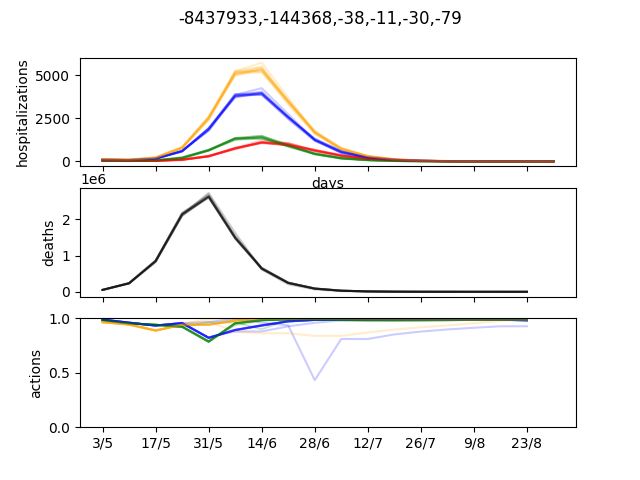 -8437933,-144368,-38,-11,-30,-79
hospitalizations
5000
2500
0
days
1e6
deaths
2
1
0
actions
1.0
0.5
0.0
3/5 17/5 31/5 14/6 28/6 12/7 26/7 9/8 23/8